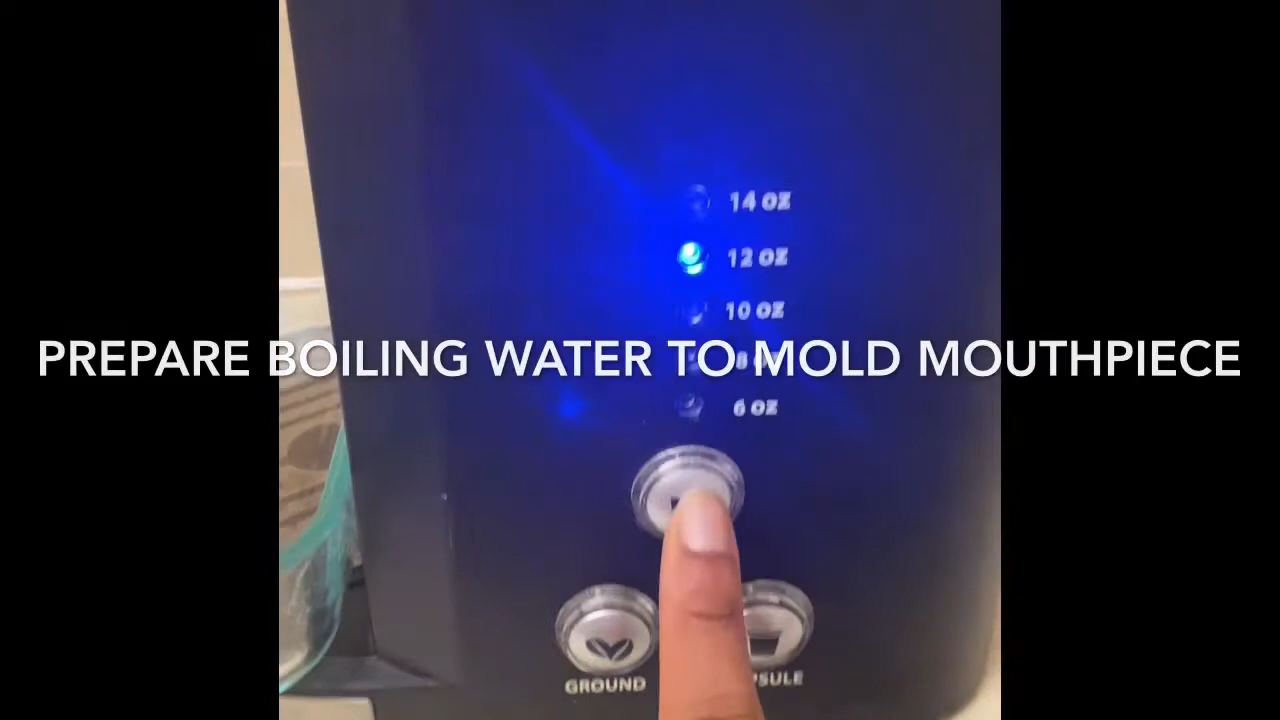 14 OZ
12 OZ
10 OZ
PREPARE BOILING WATER TO MOLD MOUTHPIECE
6 OZ
GROUND